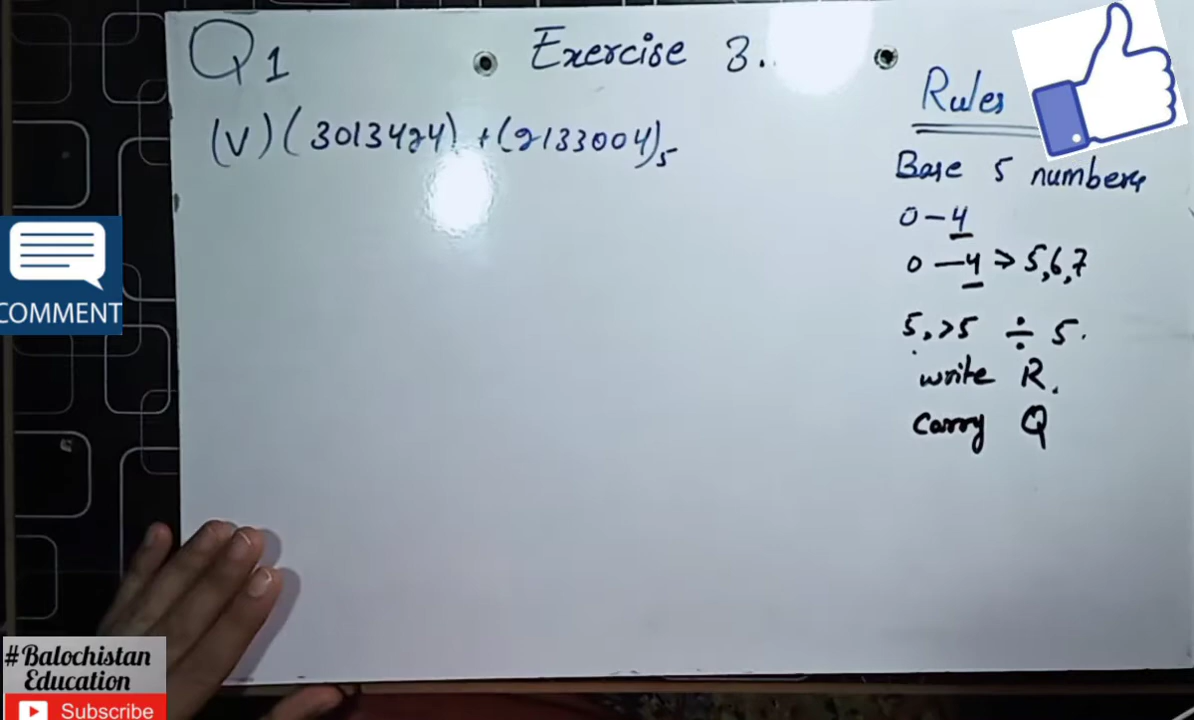 Q1
Exercise 3.
(V) (3013424) + (2133004)5
Rules
Base 5 numbers
0-4
0-4 > 5,6,7
5,>5 ÷ 5.
write R.
Carry Q
COMMENT
#Balochistan
Education
Subscribe